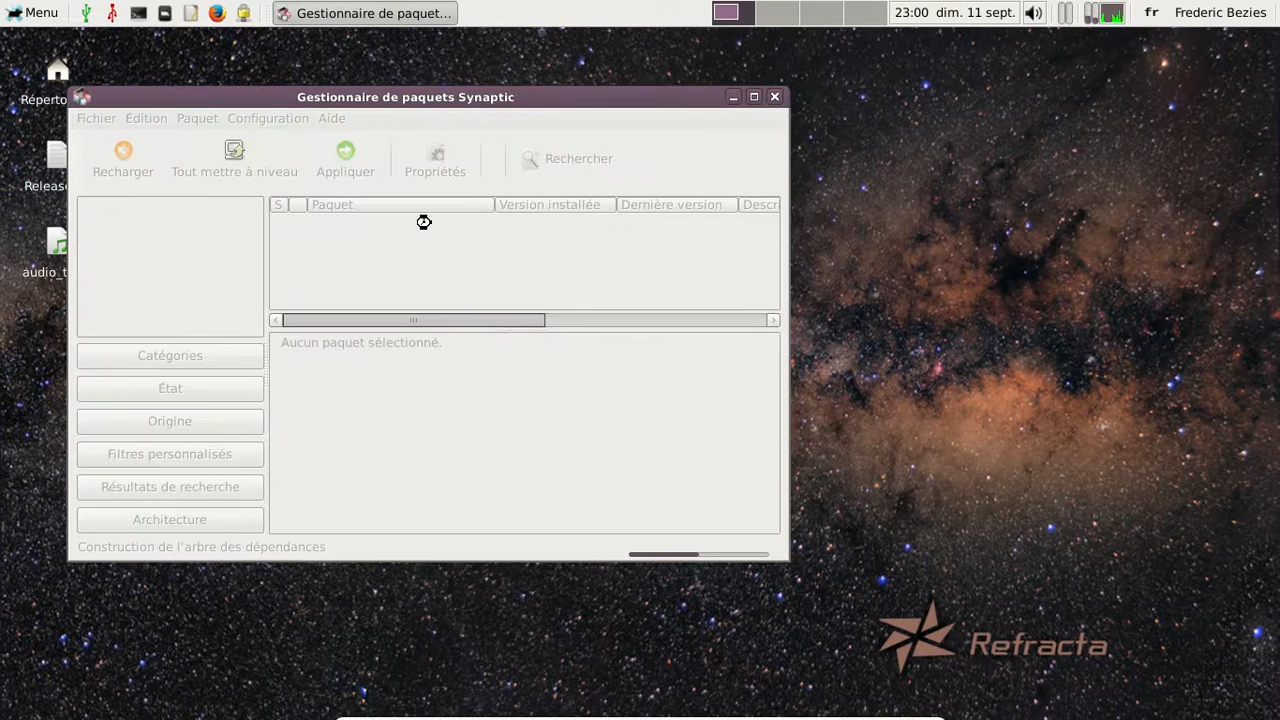 Menu
Gestionnaire de paquet...
23:00 dim. 11 sept.
fr
Frederic Bezies
Réperto
Release
audio_t
Gestionnaire de paquets Synaptic
Fichier Édition Paquet Configuration Aide
Recharger Tout mettre à niveau Appliquer Propriétés Rechercher
S Paquet Version installée Dernière version Descri
Aucun paquet sélectionné.
Catégories
État
Origine
Filtres personnalisés
Résultats de recherche
Architecture
Construction de l'arbre des dépendances
Refracta